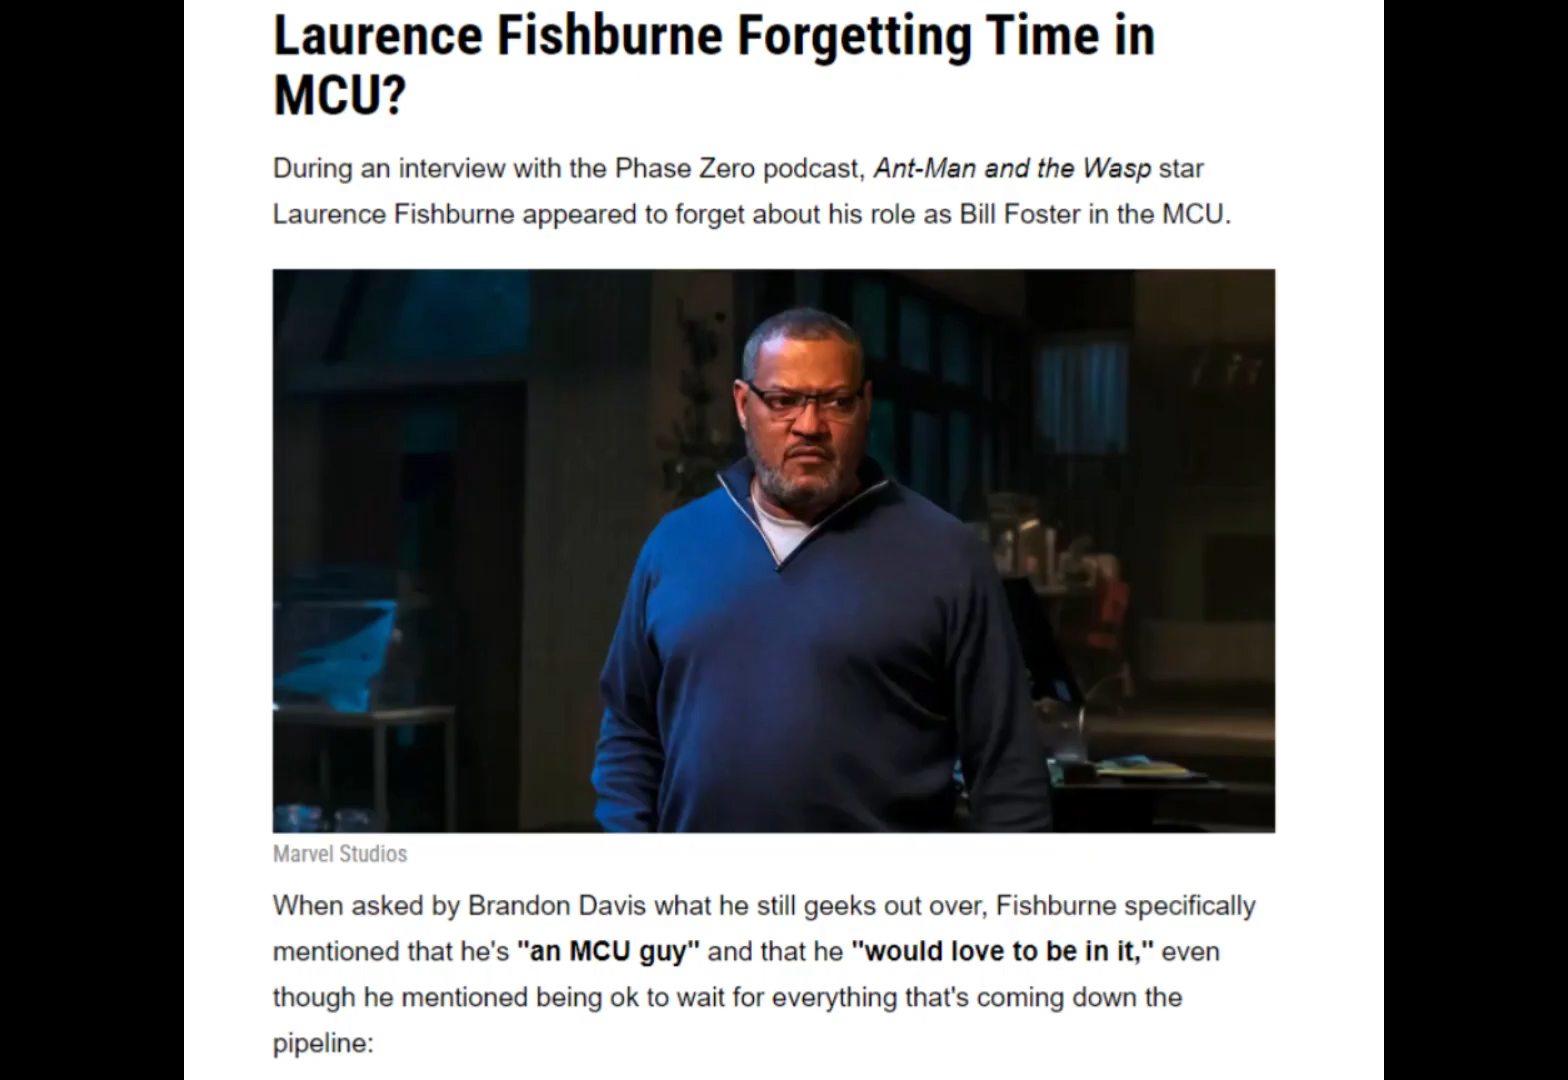 Laurence Fishburne Forgetting Time in
MCU?
During an interview with the Phase Zero podcast, Ant-Man and the Wasp star
Laurence Fishburne appeared to forget about his role as Bill Foster in the MCU.
Marvel Studios
When asked by Brandon Davis what he still geeks out over, Fishburne specifically
mentioned that he's "an MCU guy" and that he "would love to be in it," even
though he mentioned being ok to wait for everything that's coming down the
pipeline: